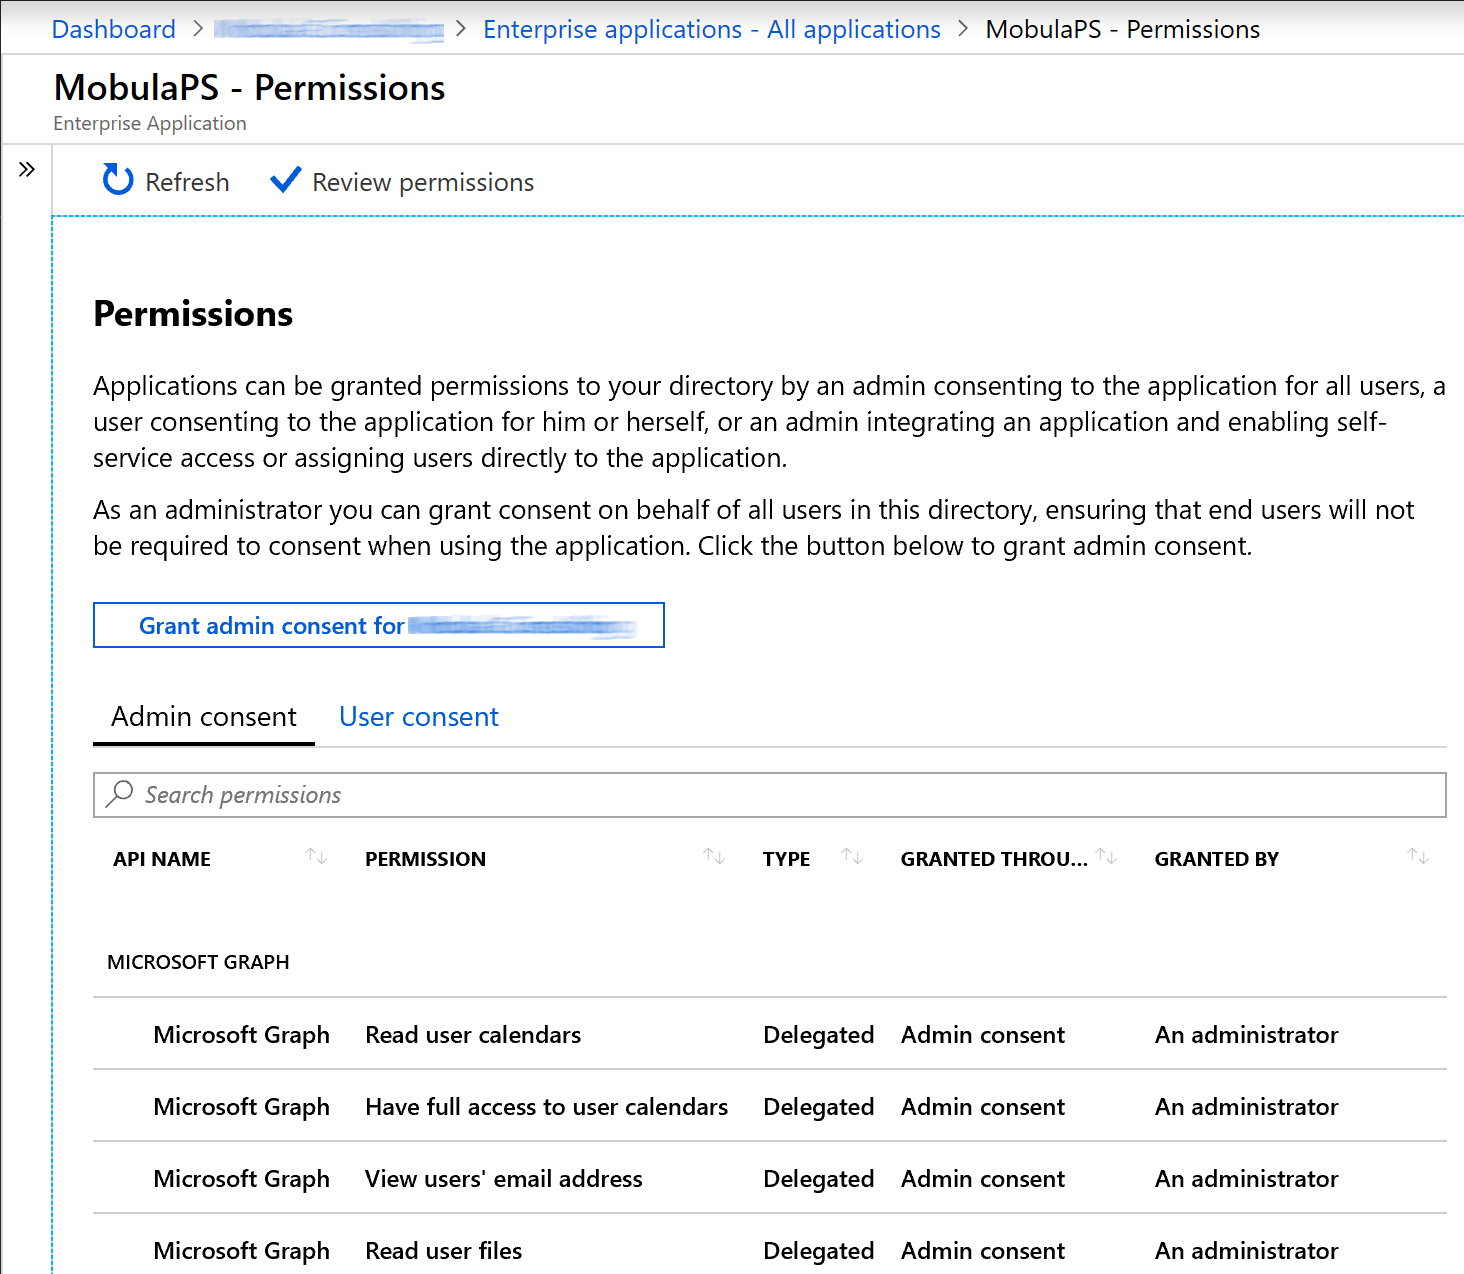 Dashboard > > Enterprise applications - All applications > MobulaPS - Permissions
MobulaPS - Permissions
Enterprise Application
Refresh Review permissions
Permissions
Applications can be granted permissions to your directory by an admin consenting to the application for all users, a
user consenting to the application for him or herself, or an admin integrating an application and enabling self-
service access or assigning users directly to the application.
As an administrator you can grant consent on behalf of all users in this directory, ensuring that end users will not
be required to consent when using the application. Click the button below to grant admin consent.
Grant admin consent for
Admin consent User consent
Search permissions
API NAME PERMISSION TYPE GRANTED THROU... GRANTED BY
MICROSOFT GRAPH
Microsoft Graph Read user calendars Delegated Admin consent An administrator
Microsoft Graph Have full access to user calendars Delegated Admin consent An administrator
Microsoft Graph View users' email address Delegated Admin consent An administrator
Microsoft Graph Read user files Delegated Admin consent An administrator